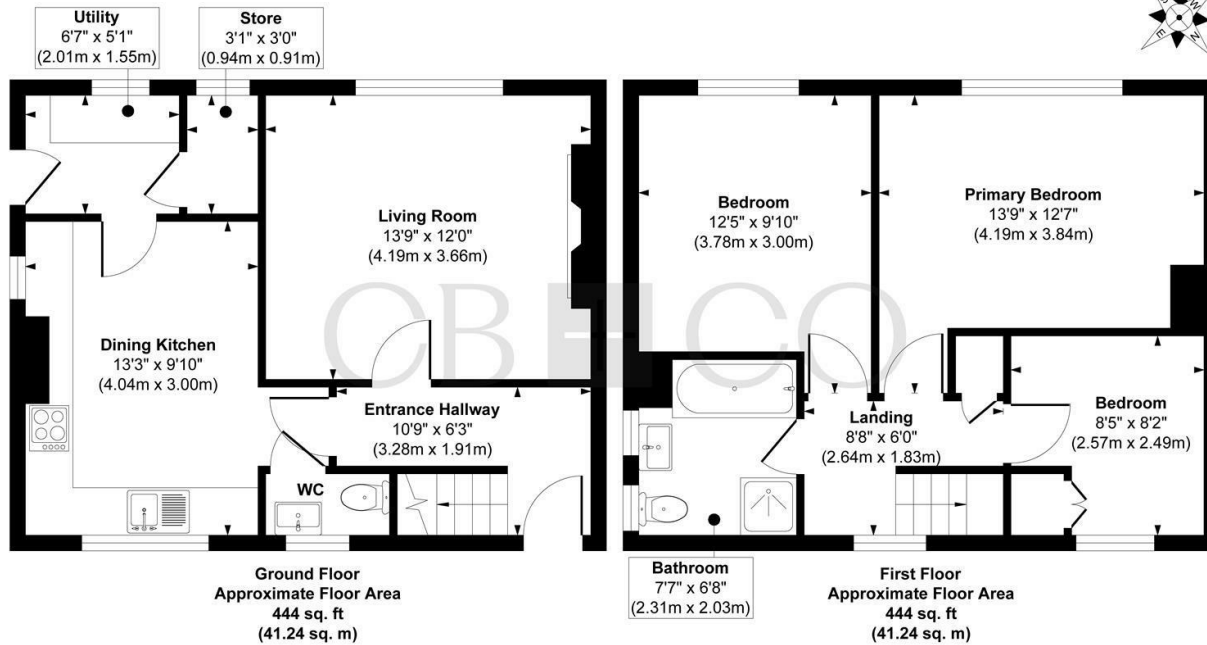 Utility
6'7" x 5'1"
(2.01m x 1.55m)
Store
3'1" x 3'0"
(0.94m x 0.91m)
W
N
E
Living Room
13'9" x 12'0"
(4.19m x 3.66m)
Bedroom
12'5" x 9'10"
(3.78m x 3.00m)
Primary Bedroom
13'9" x 12'7"
(4.19m x 3.84m)
CB H CO
Dining Kitchen
13'3" x 9'10"
(4.04m x 3.00m)
Entrance Hallway
10'9" x 6'3"
(3.28m x 1.91m)
Landing
8'8" x 6'0"
(2.64m x 1.83m)
Bedroom
8'5" x 8'2"
(2.57m x 2.49m)
WC
Bathroom
7'7" x 6'8"
(2.31m x 2.03m)
Ground Floor
Approximate Floor Area
444 sq. ft
(41.24 sq. m)
First Floor
Approximate Floor Area
444 sq. ft
(41.24 sq. m)